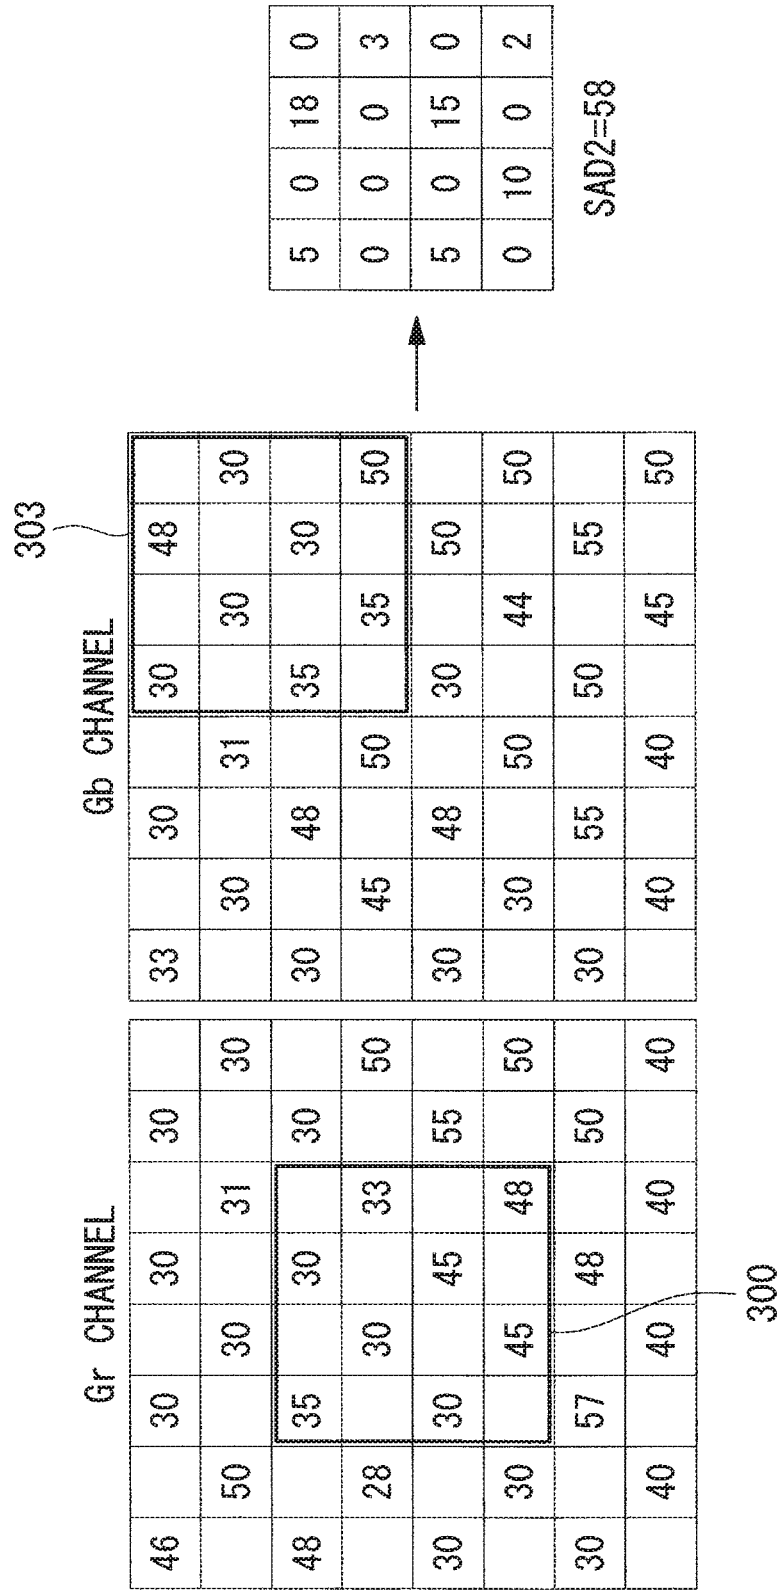 Gr CHANNEL
46 30 30 30
50 30 31 30
48 35 30 30
28 30 33 50
30 30 45 55
30 45 48 50
30 57 48 50
40 40 40 40
300
Gb CHANNEL
303
33 30 30 48
30 31 30 30
30 48 35 30
45 50 35 50
30 48 30 50
30 50 44 50
30 55 50 55
40 40 45 50
5 0 18 0
0 0 0 3
5 0 15 0
0 10 0 2
SAD2=58